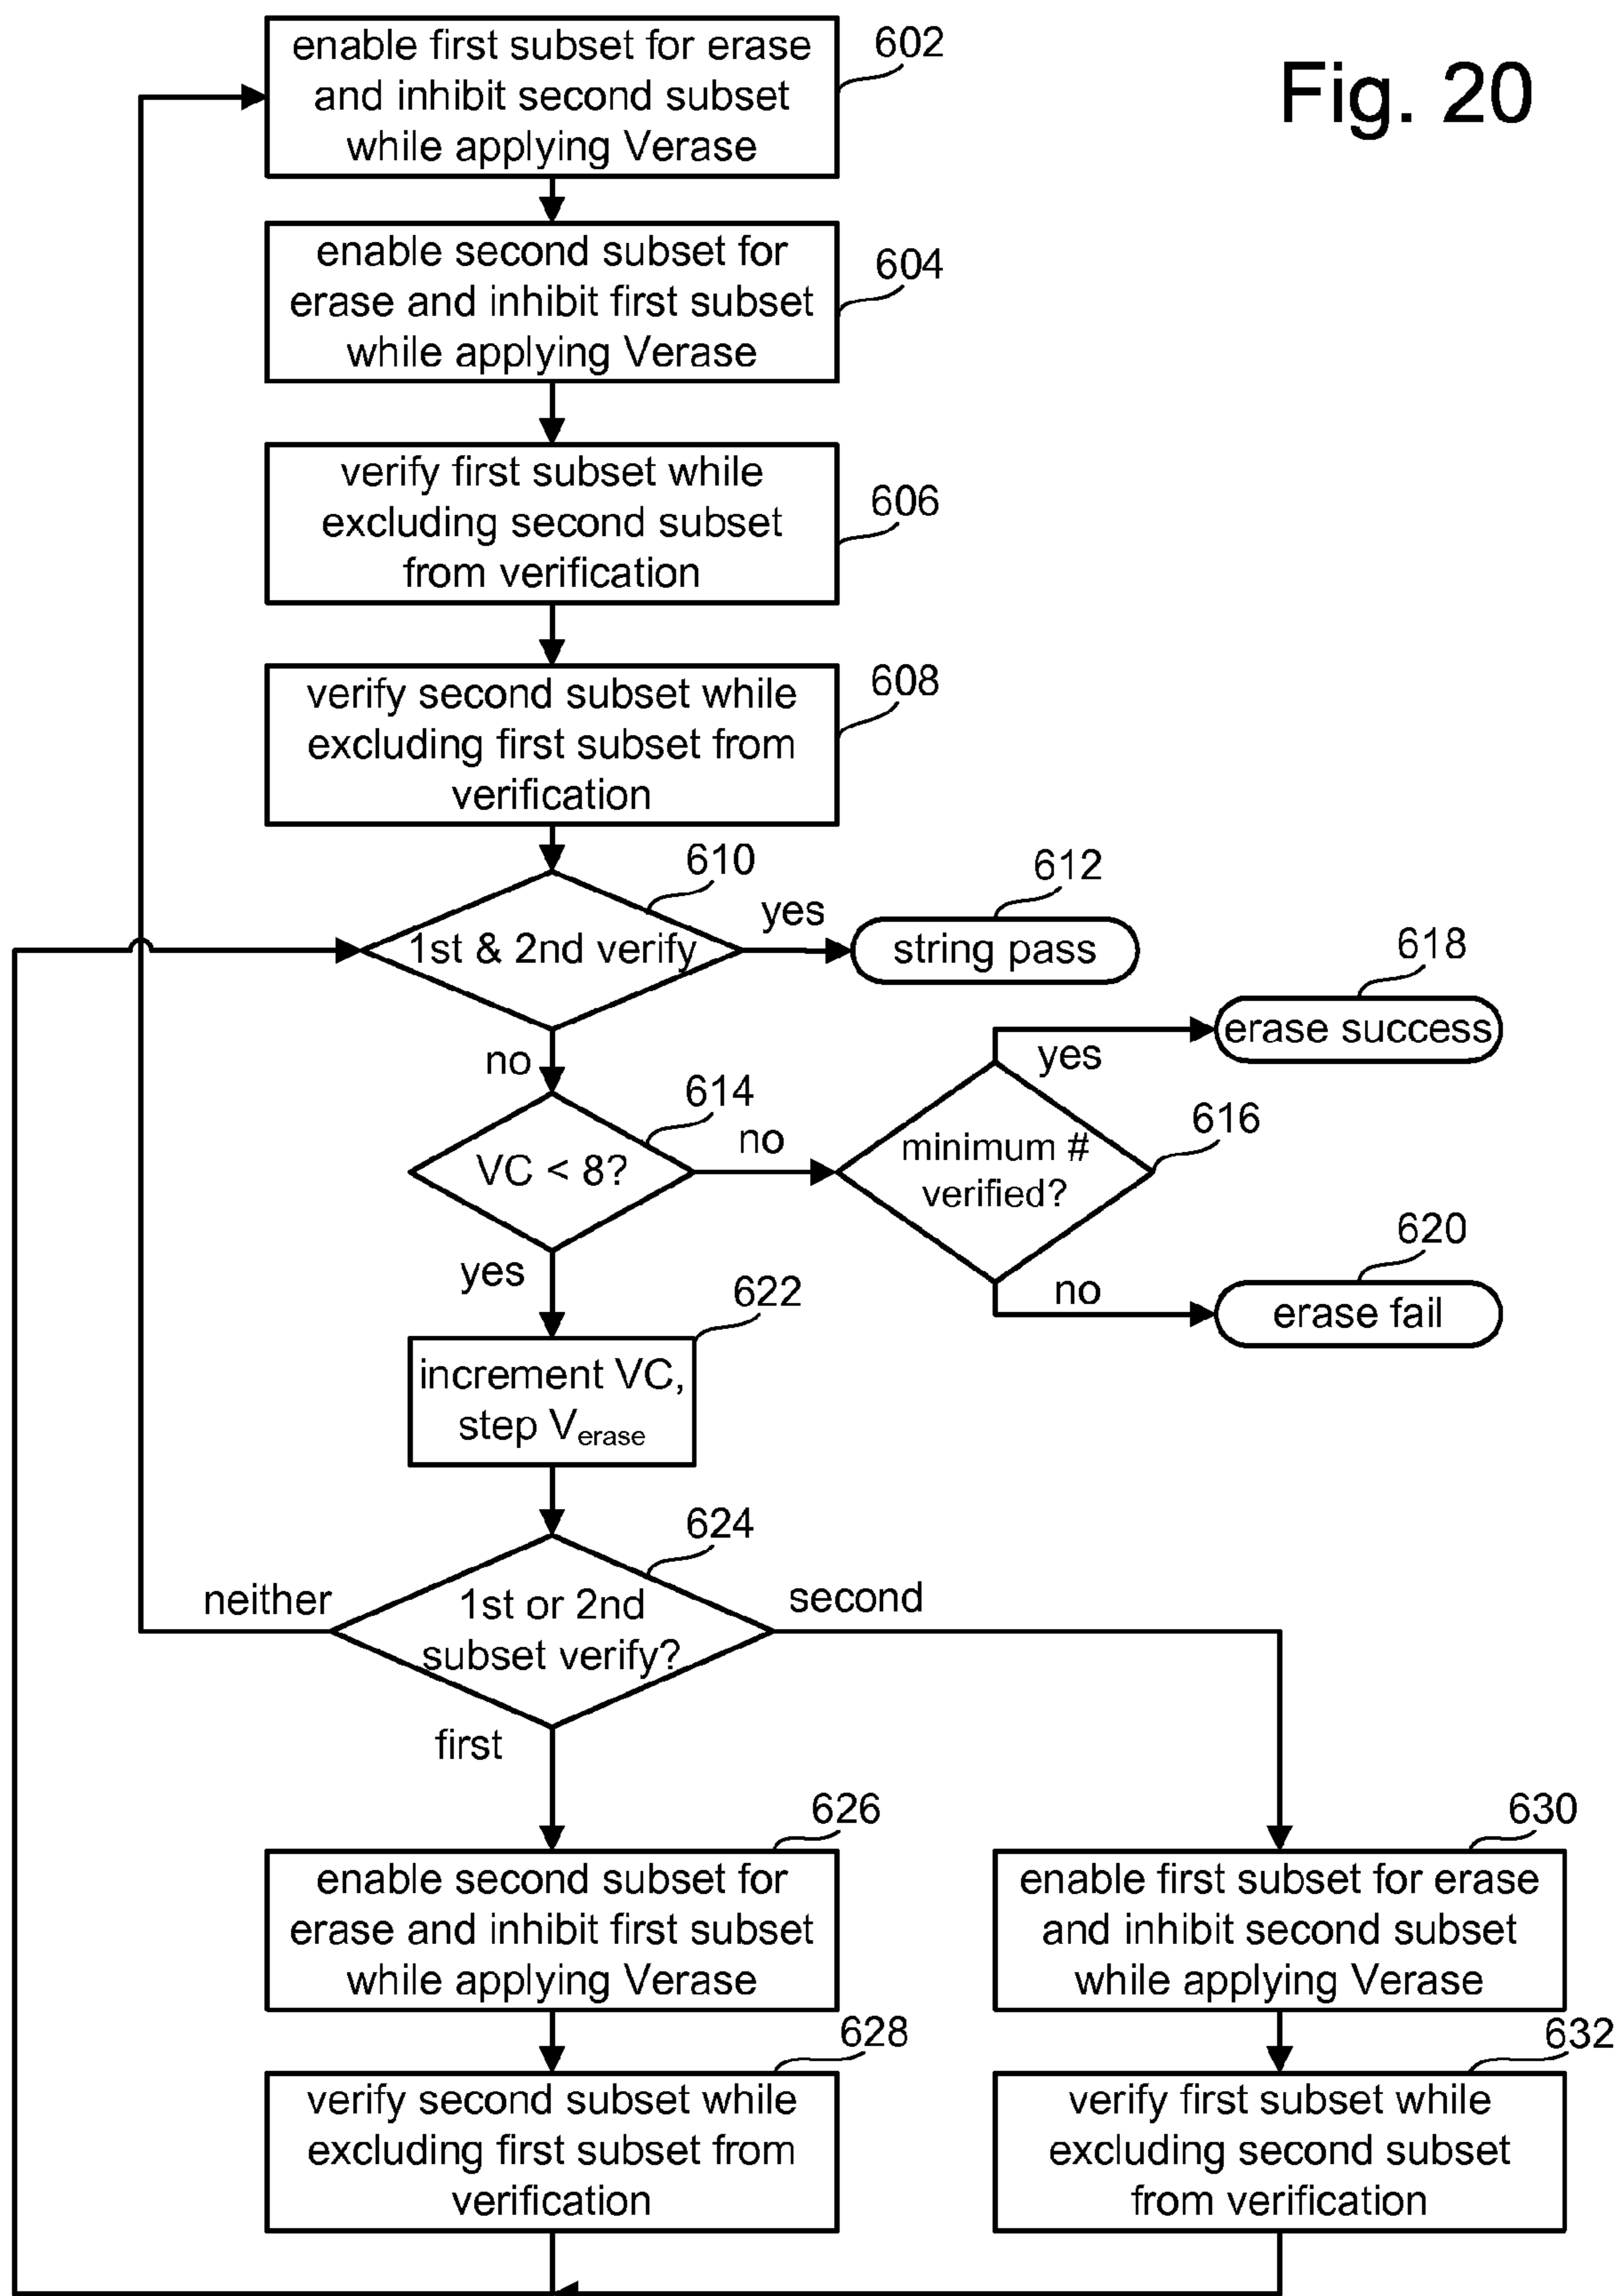 Fig. 20
enable first subset for erase
and inhibit second subset
while applying Verase
602
enable second subset for
erase and inhibit first subset
while applying Verase
604
verify first subset while
excluding second subset
from verification
606
verify second subset while
excluding first subset from
verification
608
1st & 2nd verify
610
yes
string pass
612
no
VC < 8?
614
no
minimum #
verified?
616
yes
erase success
618
no
erase fail
620
yes
increment VC,
step Verase
622
1st or 2nd
subset verify?
624
neither
second
first
enable second subset for
erase and inhibit first subset
while applying Verase
626
verify second subset while
excluding first subset from
verification
628
enable first subset for erase
and inhibit second subset
while applying Verase
630
verify first subset while
excluding second subset
from verification
632